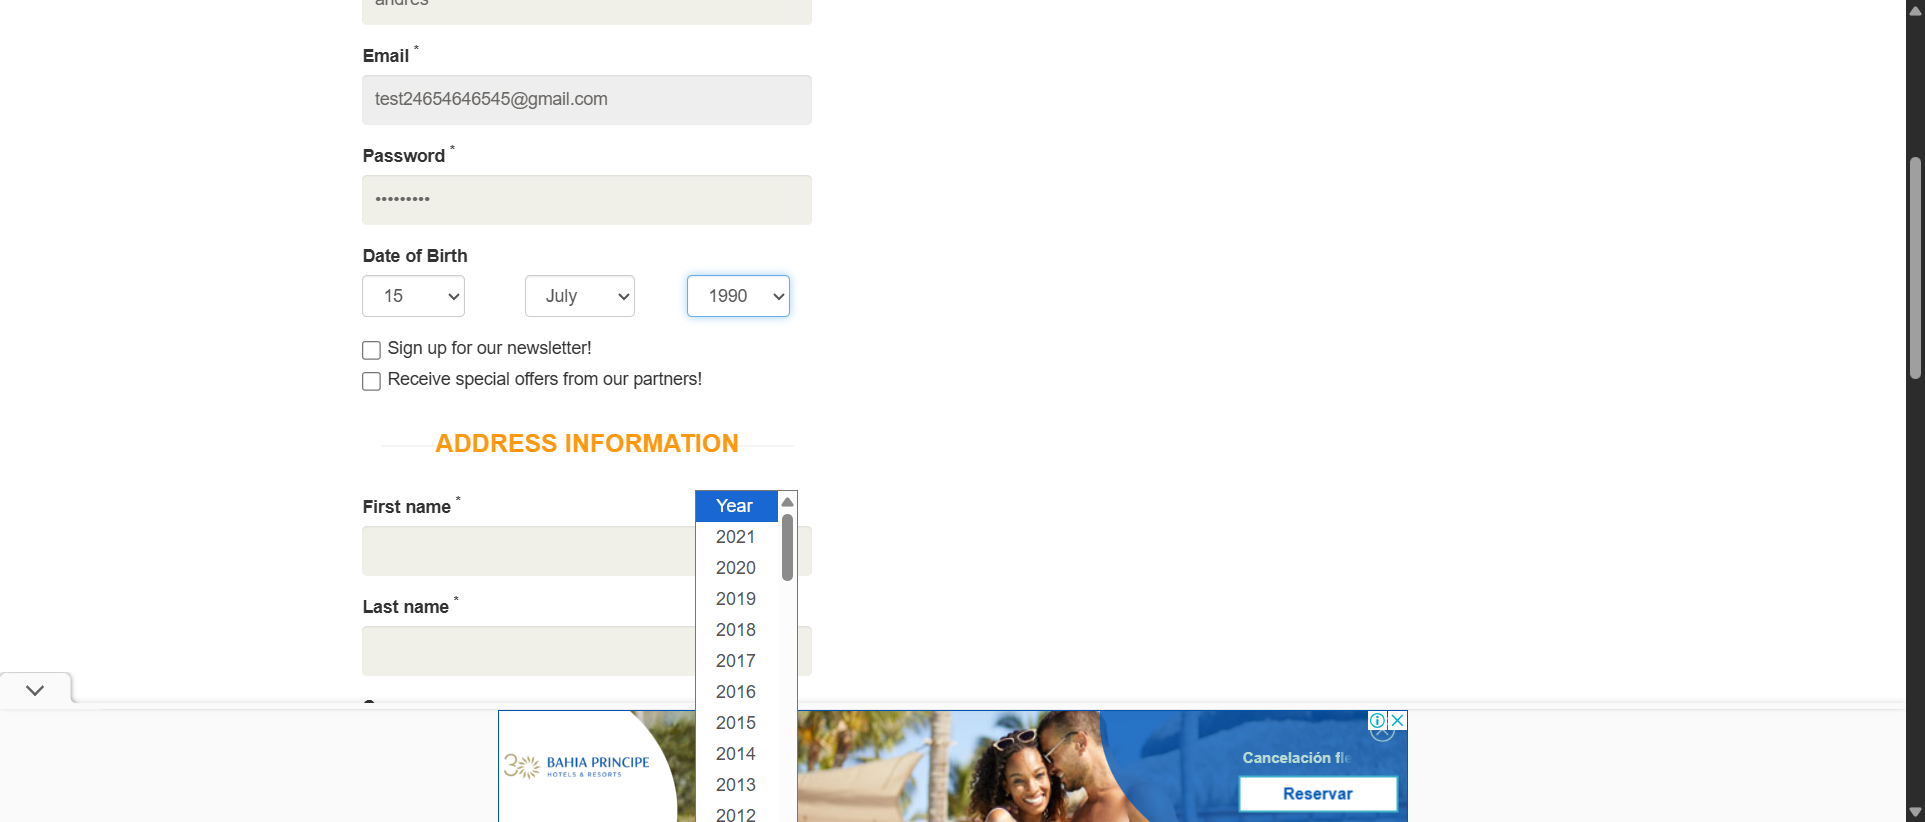 andres
Email *
test24654646545@gmail.com
Password *
•••••••••
Date of Birth
15 July 1990
Sign up for our newsletter!
Receive special offers from our partners!
ADDRESS INFORMATION
First name *
Last name *
Year
2021
2020
2019
2018
2017
2016
2015
2014
2013
2012
30 BAHIA PRINCIPE
HOTELS & RESORTS
Cancelación fle
Reservar